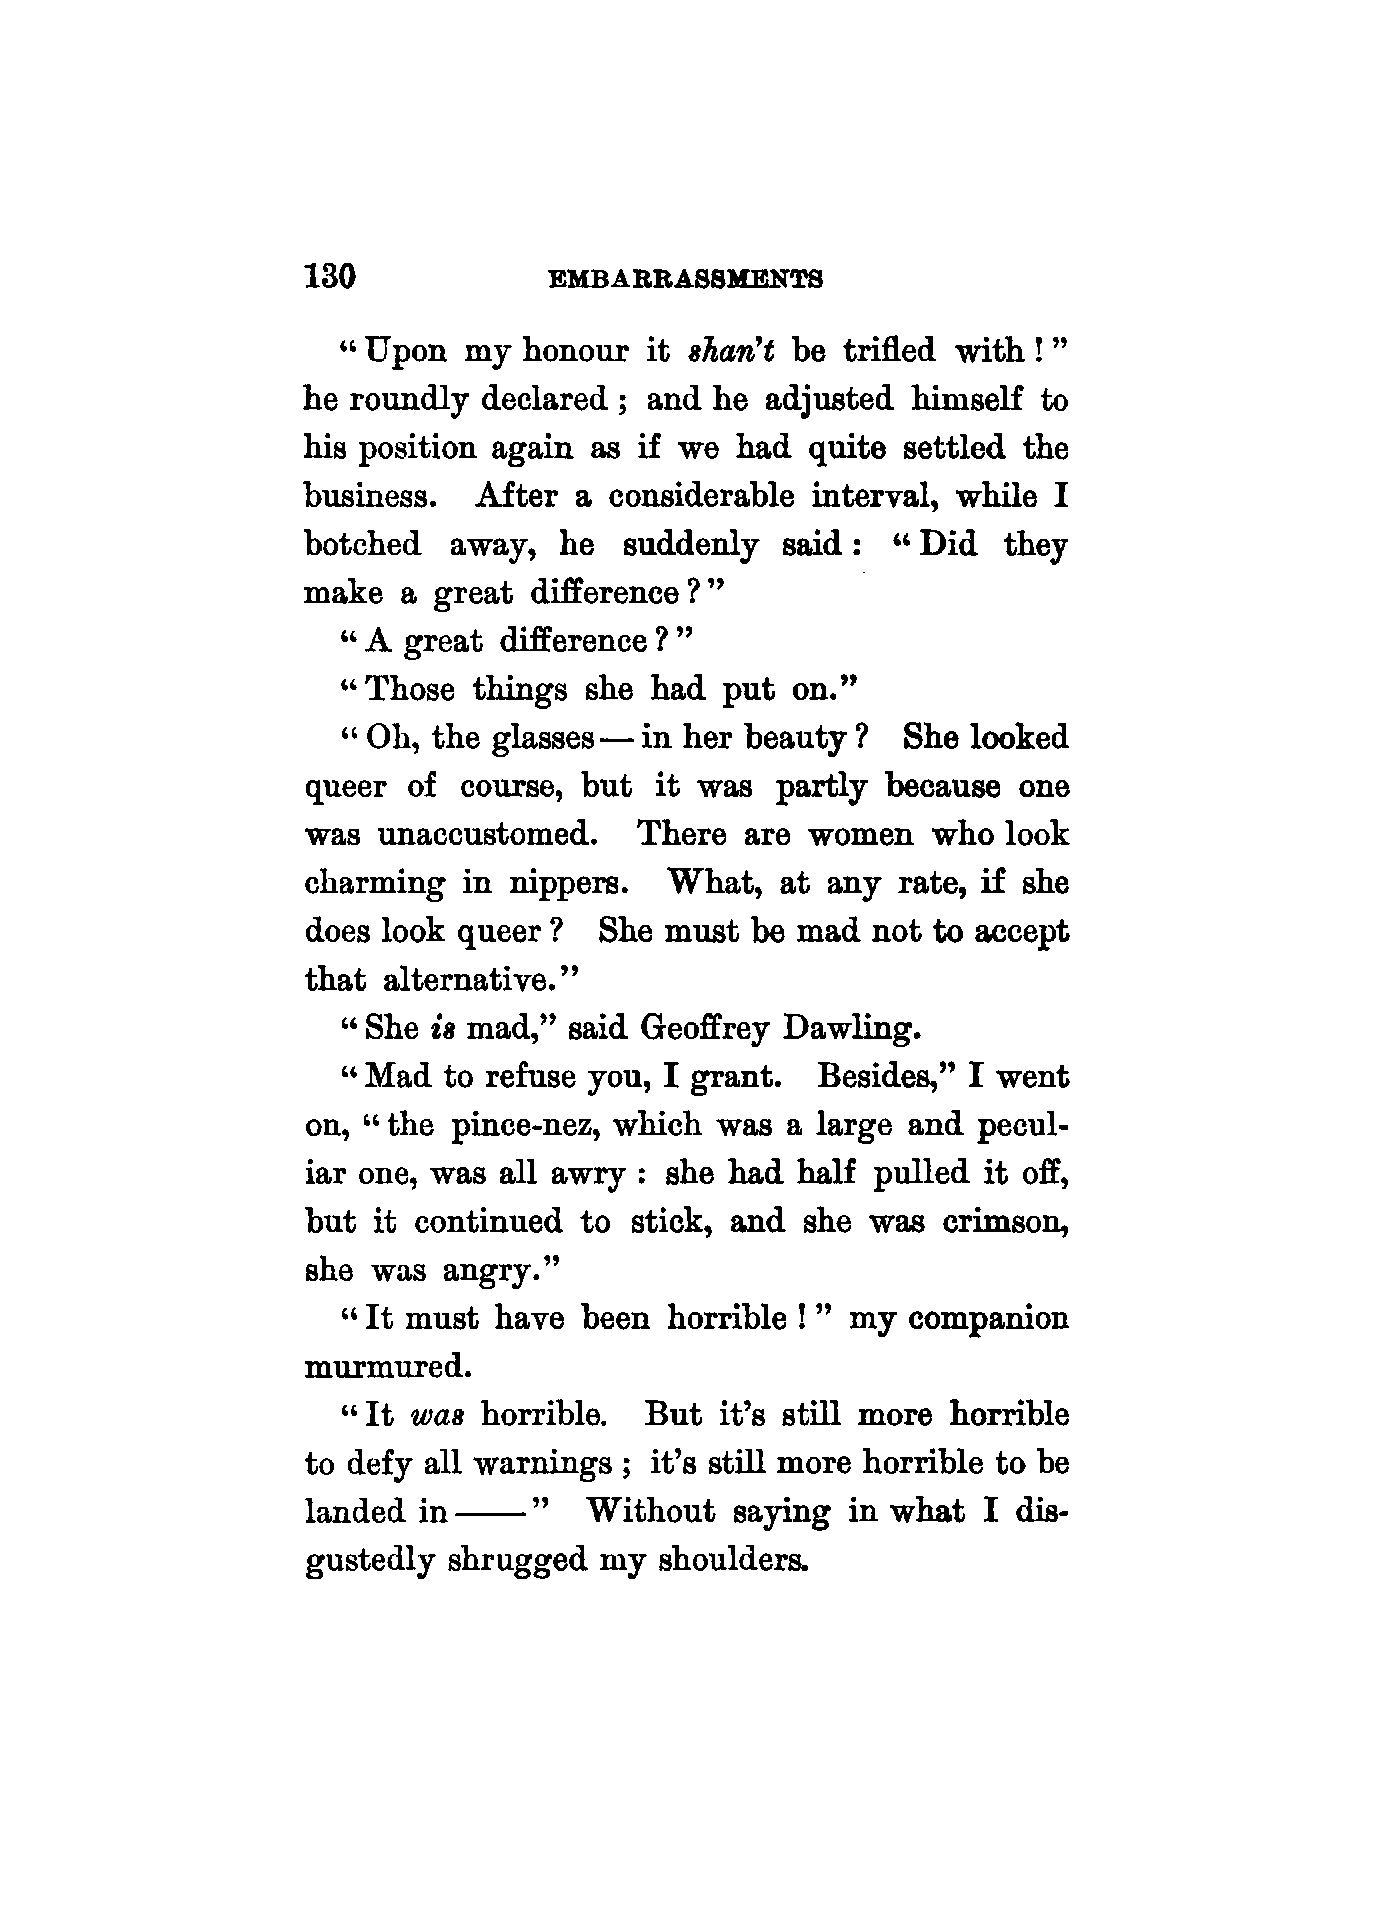 130 EMBARRASSMENTS
“Upon my honour it shan't be trifled with!”
he roundly declared; and he adjusted himself to
his position again as if we had quite settled the
business. After a considerable interval, while I
botched away, he suddenly said: “Did they
make a great difference?”
“A great difference?”
“Those things she had put on.”
“Oh, the glasses—in her beauty? She looked
queer of course, but it was partly because one
was unaccustomed. There are women who look
charming in nippers. What, at any rate, if she
does look queer? She must be mad not to accept
that alternative.”
“She is mad,” said Geoffrey Dawling.
“Mad to refuse you, I grant. Besides,” I went
on, “the pince-nez, which was a large and pecul-
iar one, was all awry: she had half pulled it off,
but it continued to stick, and she was crimson,
she was angry.”
“It must have been horrible!” my companion
murmured.
“It was horrible. But it's still more horrible
to defy all warnings; it's still more horrible to be
landed in——” Without saying in what I dis-
gustedly shrugged my shoulders.